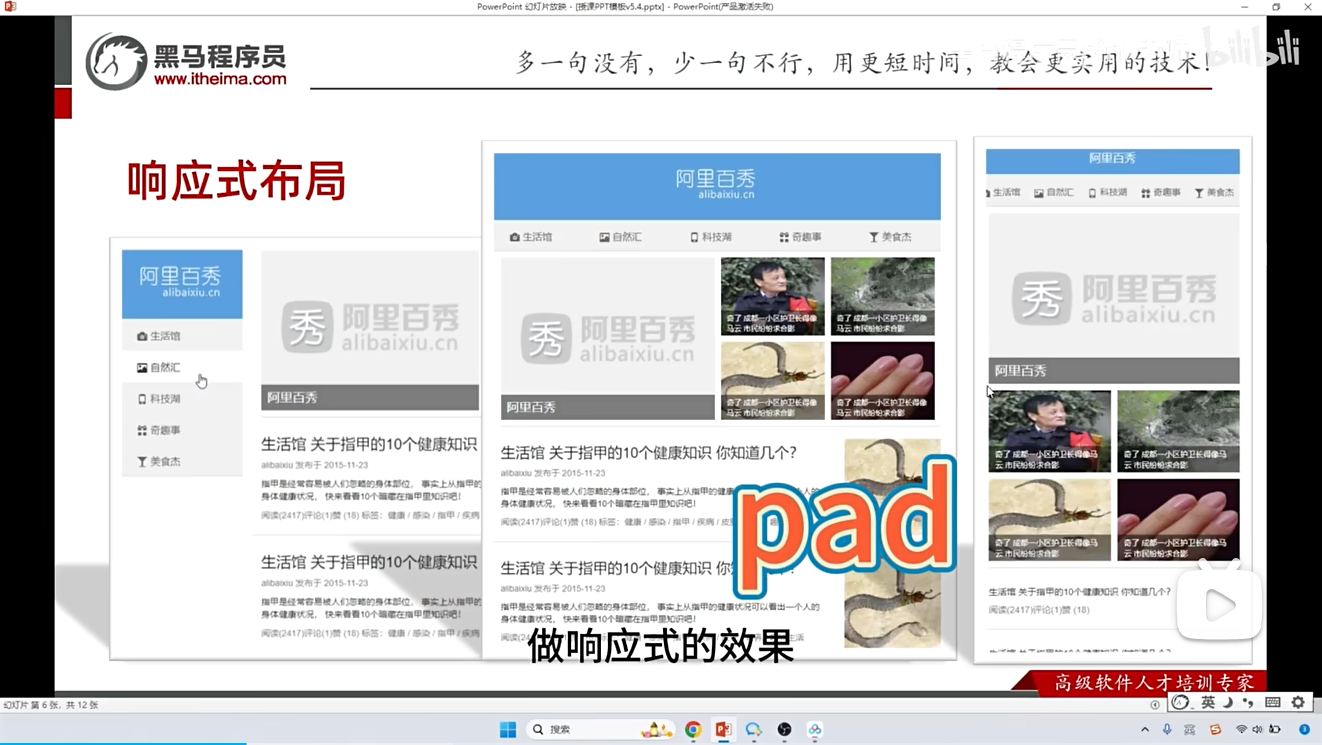 PowerPoint 幻灯片放映 - [授课PPT模板v5.4.pptx] - PowerPoint(产品激活失败)
黑马程序员
www.itheima.com
多一句没有，少一句不行，用更短时间，教会更实用的技术！
bilibili
响应式布局
阿里百秀
alibaixiu.cn
生活馆
自然汇
科技湖
奇趣事
美食杰
秀 阿里百秀
alibaixiu.cn
阿里百秀
生活馆 关于指甲的10个健康知识
alibaixiu 发布于 2015-11-23
指甲是经常容易被人们忽略的身体部位， 事实上从指甲的
身体健康状况， 快来看看10个暗藏在指甲里知识吧！
阅读(2417)评论(1)赞 (18) 标签：健康 / 感染 / 指甲 / 疾病
生活馆 关于指甲的10个健康知识
alibaixiu 发布于 2015-11-23
指甲是经常容易被人们忽略的身体部位， 事实上从指甲的
身体健康状况， 快来看看10个暗藏在指甲里知识吧！
阅读(2417)评论(1)赞 (18) 标签：健康 / 感染 / 指甲 / 疾病
阿里百秀
alibaixiu.cn
生活馆 自然汇 科技湖 奇趣事 美食杰
秀 阿里百秀
alibaixiu.cn
阿里百秀
奇了 成都一小区护卫长得像
马云 市民纷纷求合影
奇了 成都一小区护卫长得像
马云 市民纷纷求合影
奇了 成都一小区护卫长得像
马云 市民纷纷求合影
奇了 成都一小区护卫长得像
马云 市民纷纷求合影
生活馆 关于指甲的10个健康知识 你知道几个?
alibaixiu 发布于 2015-11-23
指甲是经常容易被人们忽略的身体部位， 事实上从指甲的健康
身体健康状况， 快来看看10个暗藏在指甲里知识吧！
阅读(2417)评论(1)赞 (18) 标签：健康 / 感染 / 指甲 / 疾病
pad
生活馆 关于指甲的10个健康知识
alibaixiu 发布于 2015-11-23
指甲是经常容易被人们忽略的身体部位， 事实上从指甲的健康状况可以看出一个人的
身体健康状况， 快来看看10个暗藏在指甲里知识吧！
做响应式的效果
阿里百秀
生活馆 自然汇 科技湖 奇趣事 美食杰
秀 阿里百秀
alibaixiu.cn
阿里百秀
奇了 成都一小区护卫长得像马
云 市民纷纷求合影
奇了 成都一小区护卫长得像马
云 市民纷纷求合影
奇了 成都一小区护卫长得像马
云 市民纷纷求合影
奇了 成都一小区护卫长得像马
云 市民纷纷求合影
生活馆 关于指甲的10个健康知识 你知道几个?
阅读(2417)评论(1)赞 (18)
高级软件人才培训专家
幻灯片 第 6 张，共 12 张
英
搜索